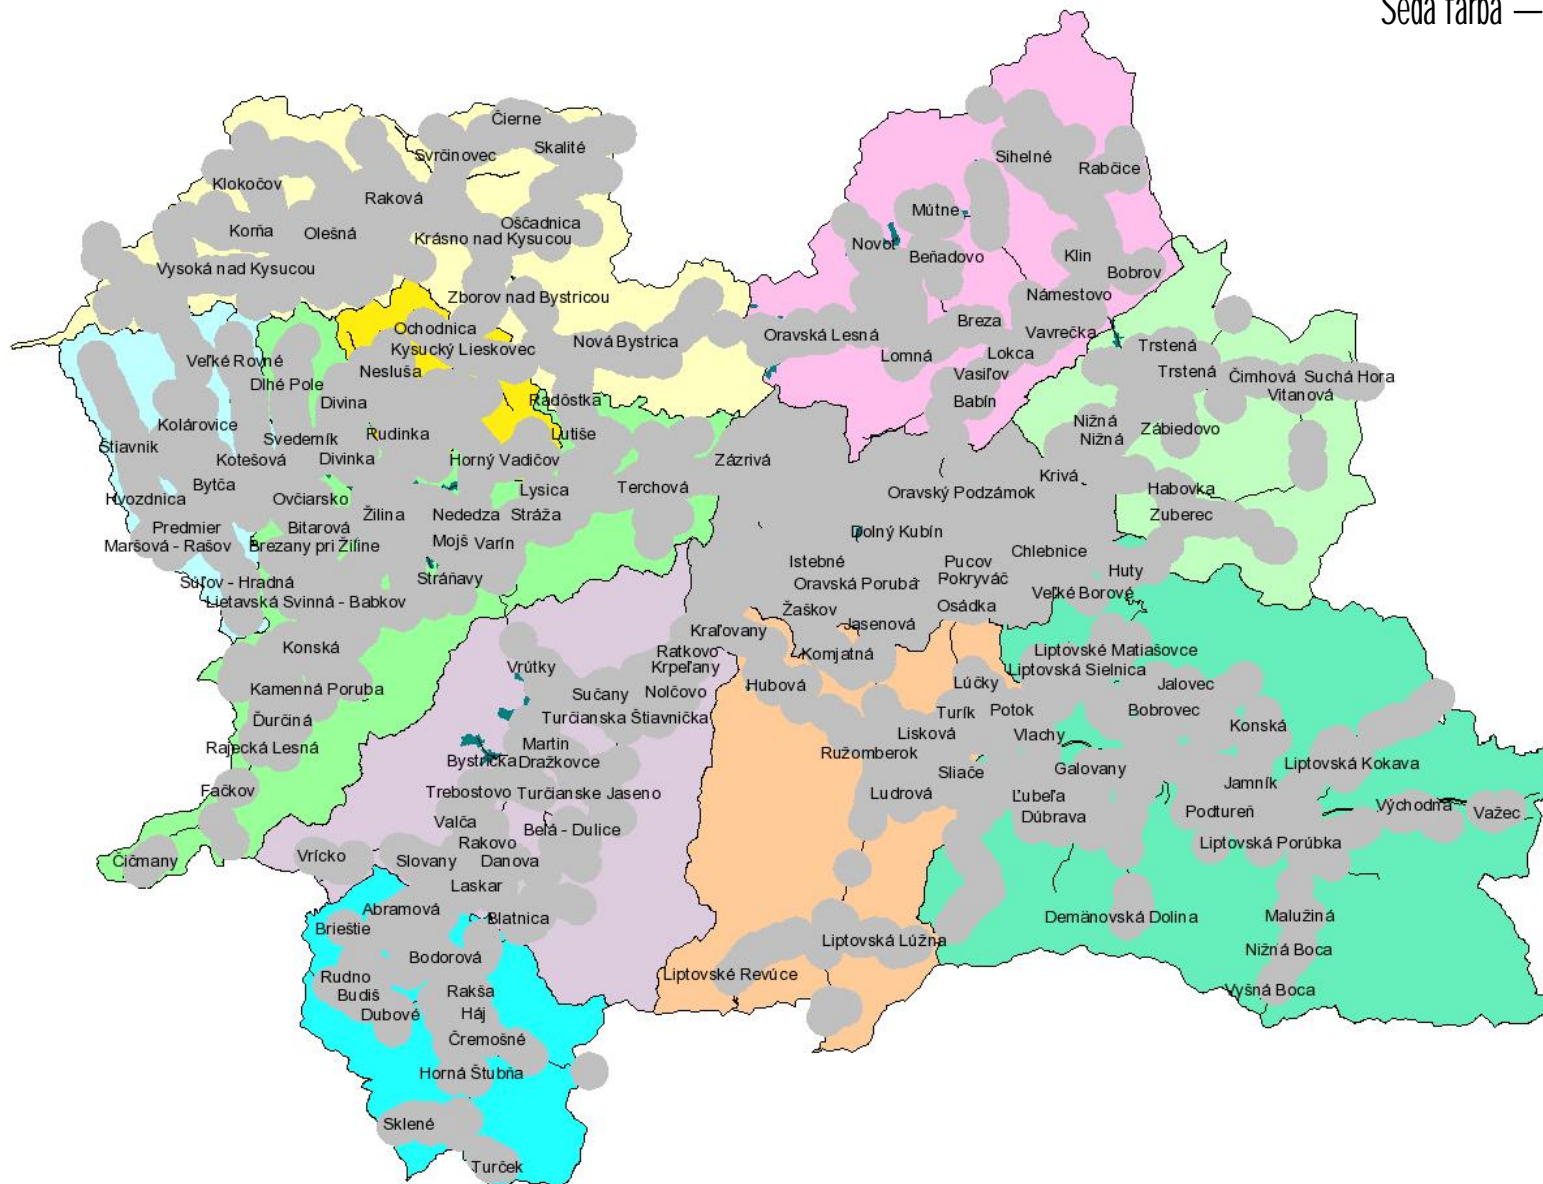 Šedá farba —
Čierne
Skalité
Svrčinovec
Klokočov
Raková
Oščadnica
Korňa
Olešná
Krásno nad Kysucou
Vysoká nad Kysucou
Zborov nad Bystricou
Ochodnica
Kysucký Lieskovec
Nová Bystrica
Nesluša
Veľké Rovné
Dlhé Pole
Divina
Radôstka
Kolárovice
Svederník
Rudinka
Lutiše
Štiavnik
Kotešová
Divinka
Horný Vadičov
Bytča
Lysica
Terchová
Zázrivá
Hvozdnica
Ovčiarsko
Žilina
Nededza
Stráža
Predmier
Bitarová
Maršová - Rašov
Brezany pri Žiline
Mojš
Varín
Súľov - Hradná
Stráňavy
Lietavská Svinná - Babkov
Konská
Kamenná Poruba
Ďurčiná
Rajecká Lesná
Fačkov
Čičmany
Sihelné
Rabčice
Mútne
Novoť
Beňadovo
Klin
Bobrov
Námestovo
Oravská Lesná
Breza
Vavrečka
Lomná
Lokca
Vasiľov
Babín
Trstená
Trstená
Čimhová
Suchá Hora
Vitanová
Nižná
Nižná
Zábiedovo
Krivá
Habovka
Zuberec
Oravský Podzámok
Dolný Kubín
Chlebnice
Istebné
Pucov
Oravská Poruba
Pokryváč
Huty
Veľké Borové
Žaškov
Osádka
Jasenová
Kraľovany
Komjatná
Ratkovo
Krpeľany
Vrútky
Nolčovo
Sučany
Hubová
Turčianska Štiavnička
Martin
Bystrička
Dražkovce
Trebostovo
Turčianske Jaseno
Valča
Belá - Dulice
Rakovo
Vrícko
Slovany
Danova
Laskar
Abramová
Blatnica
Brieštie
Bodorová
Rudno
Budiš
Rakša
Dubové
Háj
Čremošné
Horná Štubňa
Sklené
Turček
Liptovské Matiašovce
Liptovská Sielnica
Lúčky
Jalovec
Turík
Potok
Bobrovec
Konská
Lisková
Vlachy
Ružomberok
Sliače
Galovany
Liptovská Kokava
Ludrová
Ľubeľa
Jamník
Dúbrava
Podtureň
Východná
Važec
Liptovská Porúbka
Demänovská Dolina
Malužiná
Liptovská Lúžna
Nižná Boca
Liptovské Revúce
Vyšná Boca